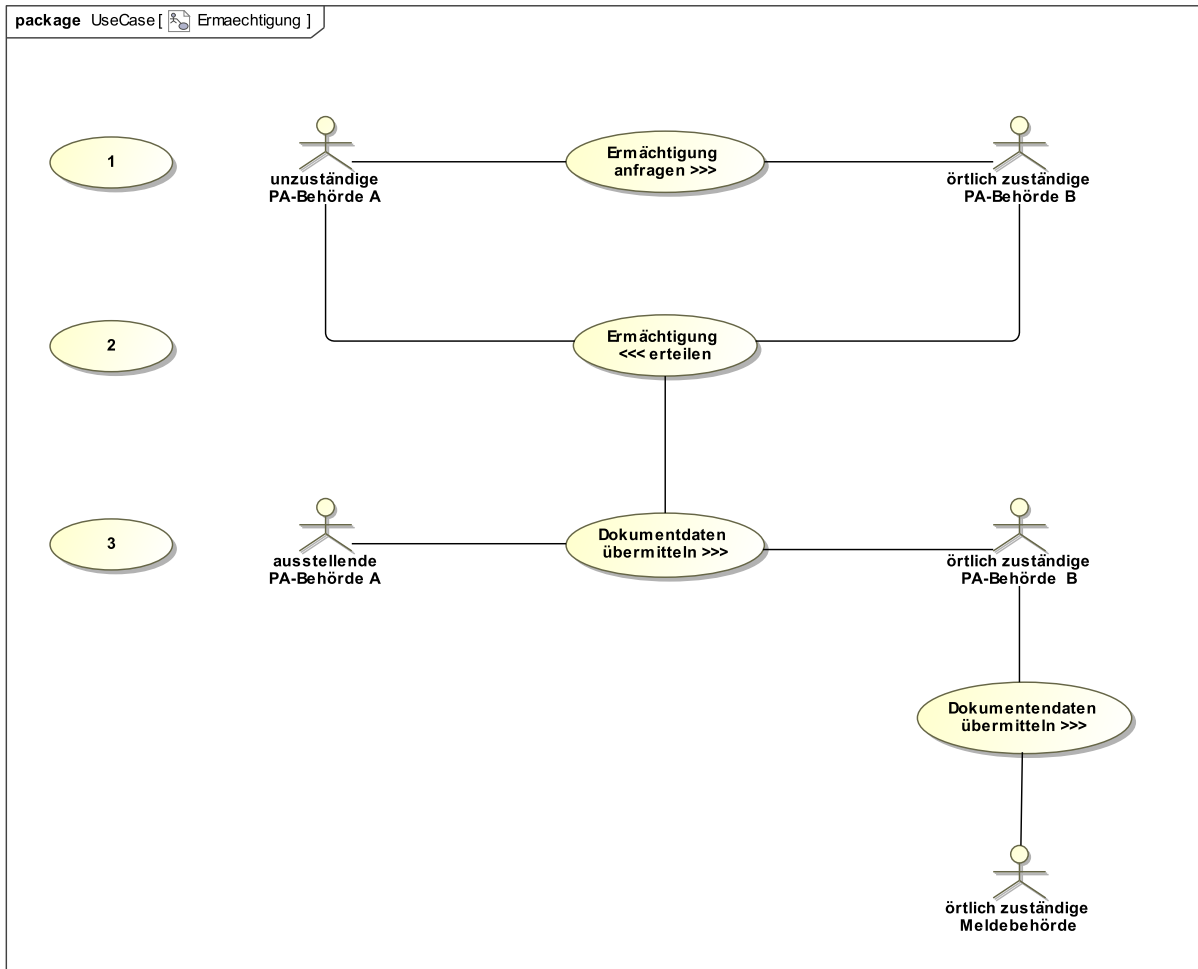 package UseCase [ Ermaechtigung ]
1
unzuständige
PA-Behörde A
Ermächtigung
anfragen >>>
örtlich zuständige
PA-Behörde B
2
Ermächtigung
<<< erteilen
3
ausstellende
PA-Behörde A
Dokumentdaten
übermitteln >>>
örtlich zuständige
PA-Behörde B
Dokumentendaten
übermitteln >>>
örtlich zuständige
Meldebehörde